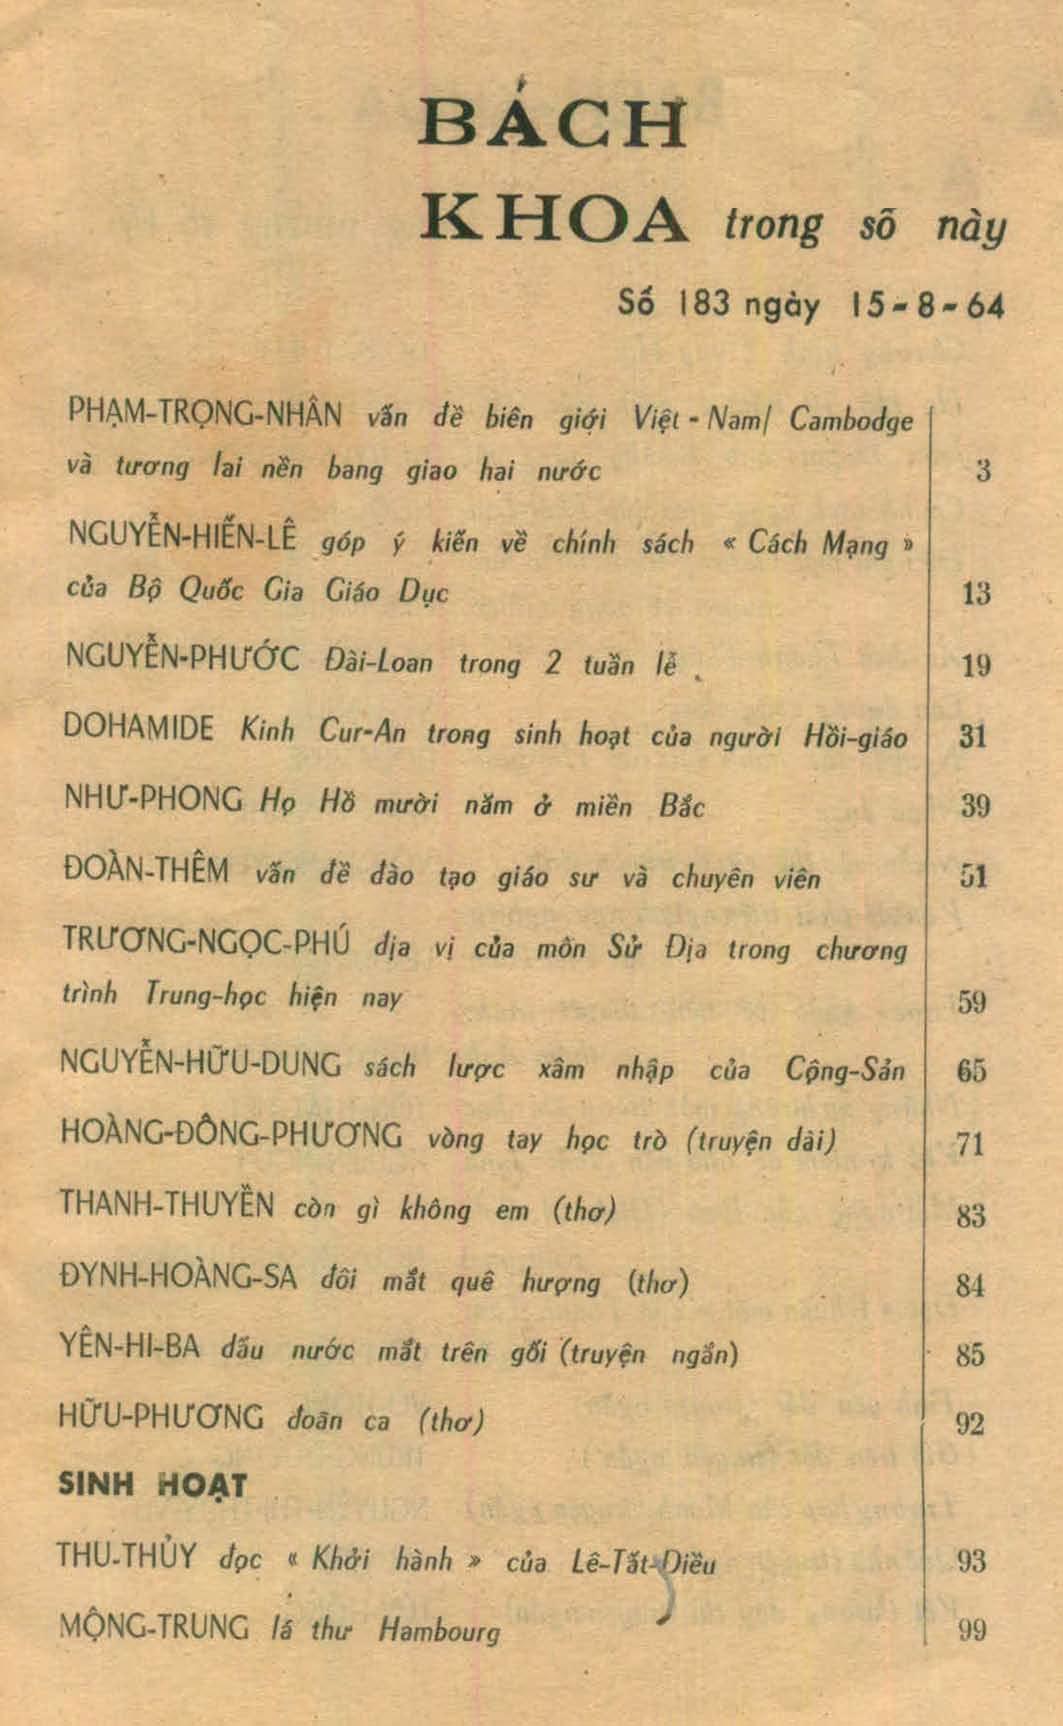 BÁCH
KHOA trong số này
Số 183 ngày 15-8-64
PHẠM-TRỌNG-NHÂN vấn đề biên giới Việt-Nam/ Cambodge
và tương lai nền bang giao hai nước 3
NGUYỄN-HIẾN-LÊ góp ý kiến về chính sách « Cách Mạng »
của Bộ Quốc Gia Giáo Dục 13
NGUYỄN-PHƯỚC Đài-Loan trong 2 tuần lễ 19
DOHAMIDE Kinh Cur-An trong sinh hoạt của người Hồi-giáo 31
NHƯ-PHONG Họ Hồ mười năm ở miền Bắc 39
ĐOÀN-THÊM vấn đề đào tạo giáo sư và chuyên viên 51
TRƯƠNG-NGỌC-PHÚ địa vị của môn Sử Địa trong chương
trình Trung-học hiện nay 59
NGUYỄN-HỮU-DUNG sách lược xâm nhập của Cộng-Sản 65
HOÀNG-ĐÔNG-PHƯƠNG vòng tay học trò (truyện dài) 71
THANH-THUYỀN còn gì không em (thơ) 83
ĐYNH-HOÀNG-SA đôi mắt quê hượng (thơ) 84
YÊN-HI-BA dấu nước mắt trên gối (truyện ngắn) 85
HỮU-PHƯƠNG đoãn ca (thơ) 92
SINH HOẠT
THU-THỦY đọc « Khởi hành » của Lê-Tất-Điều 93
MỘNG-TRUNG lá thư Hambourg 99